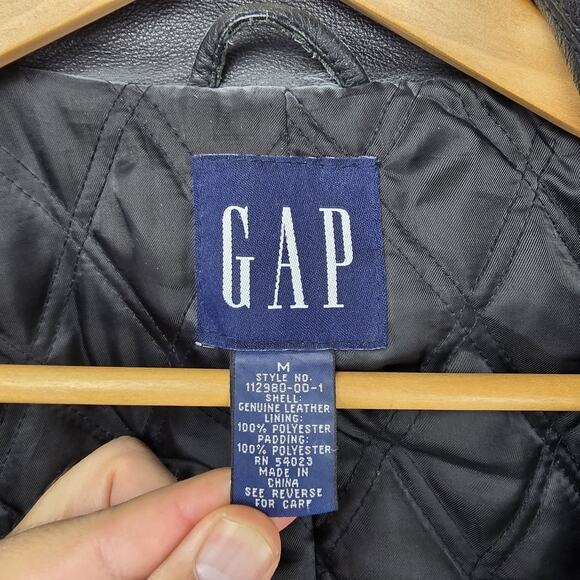 GAP
M
STYLE NO.
112980-00-1
SHELL:
GENUINE LEATHER
LINING:
100% POLYESTER
PADDING:
100% POLYESTER
RN 54023
MADE IN
CHINA
SEE REVERSE
FOR CARE